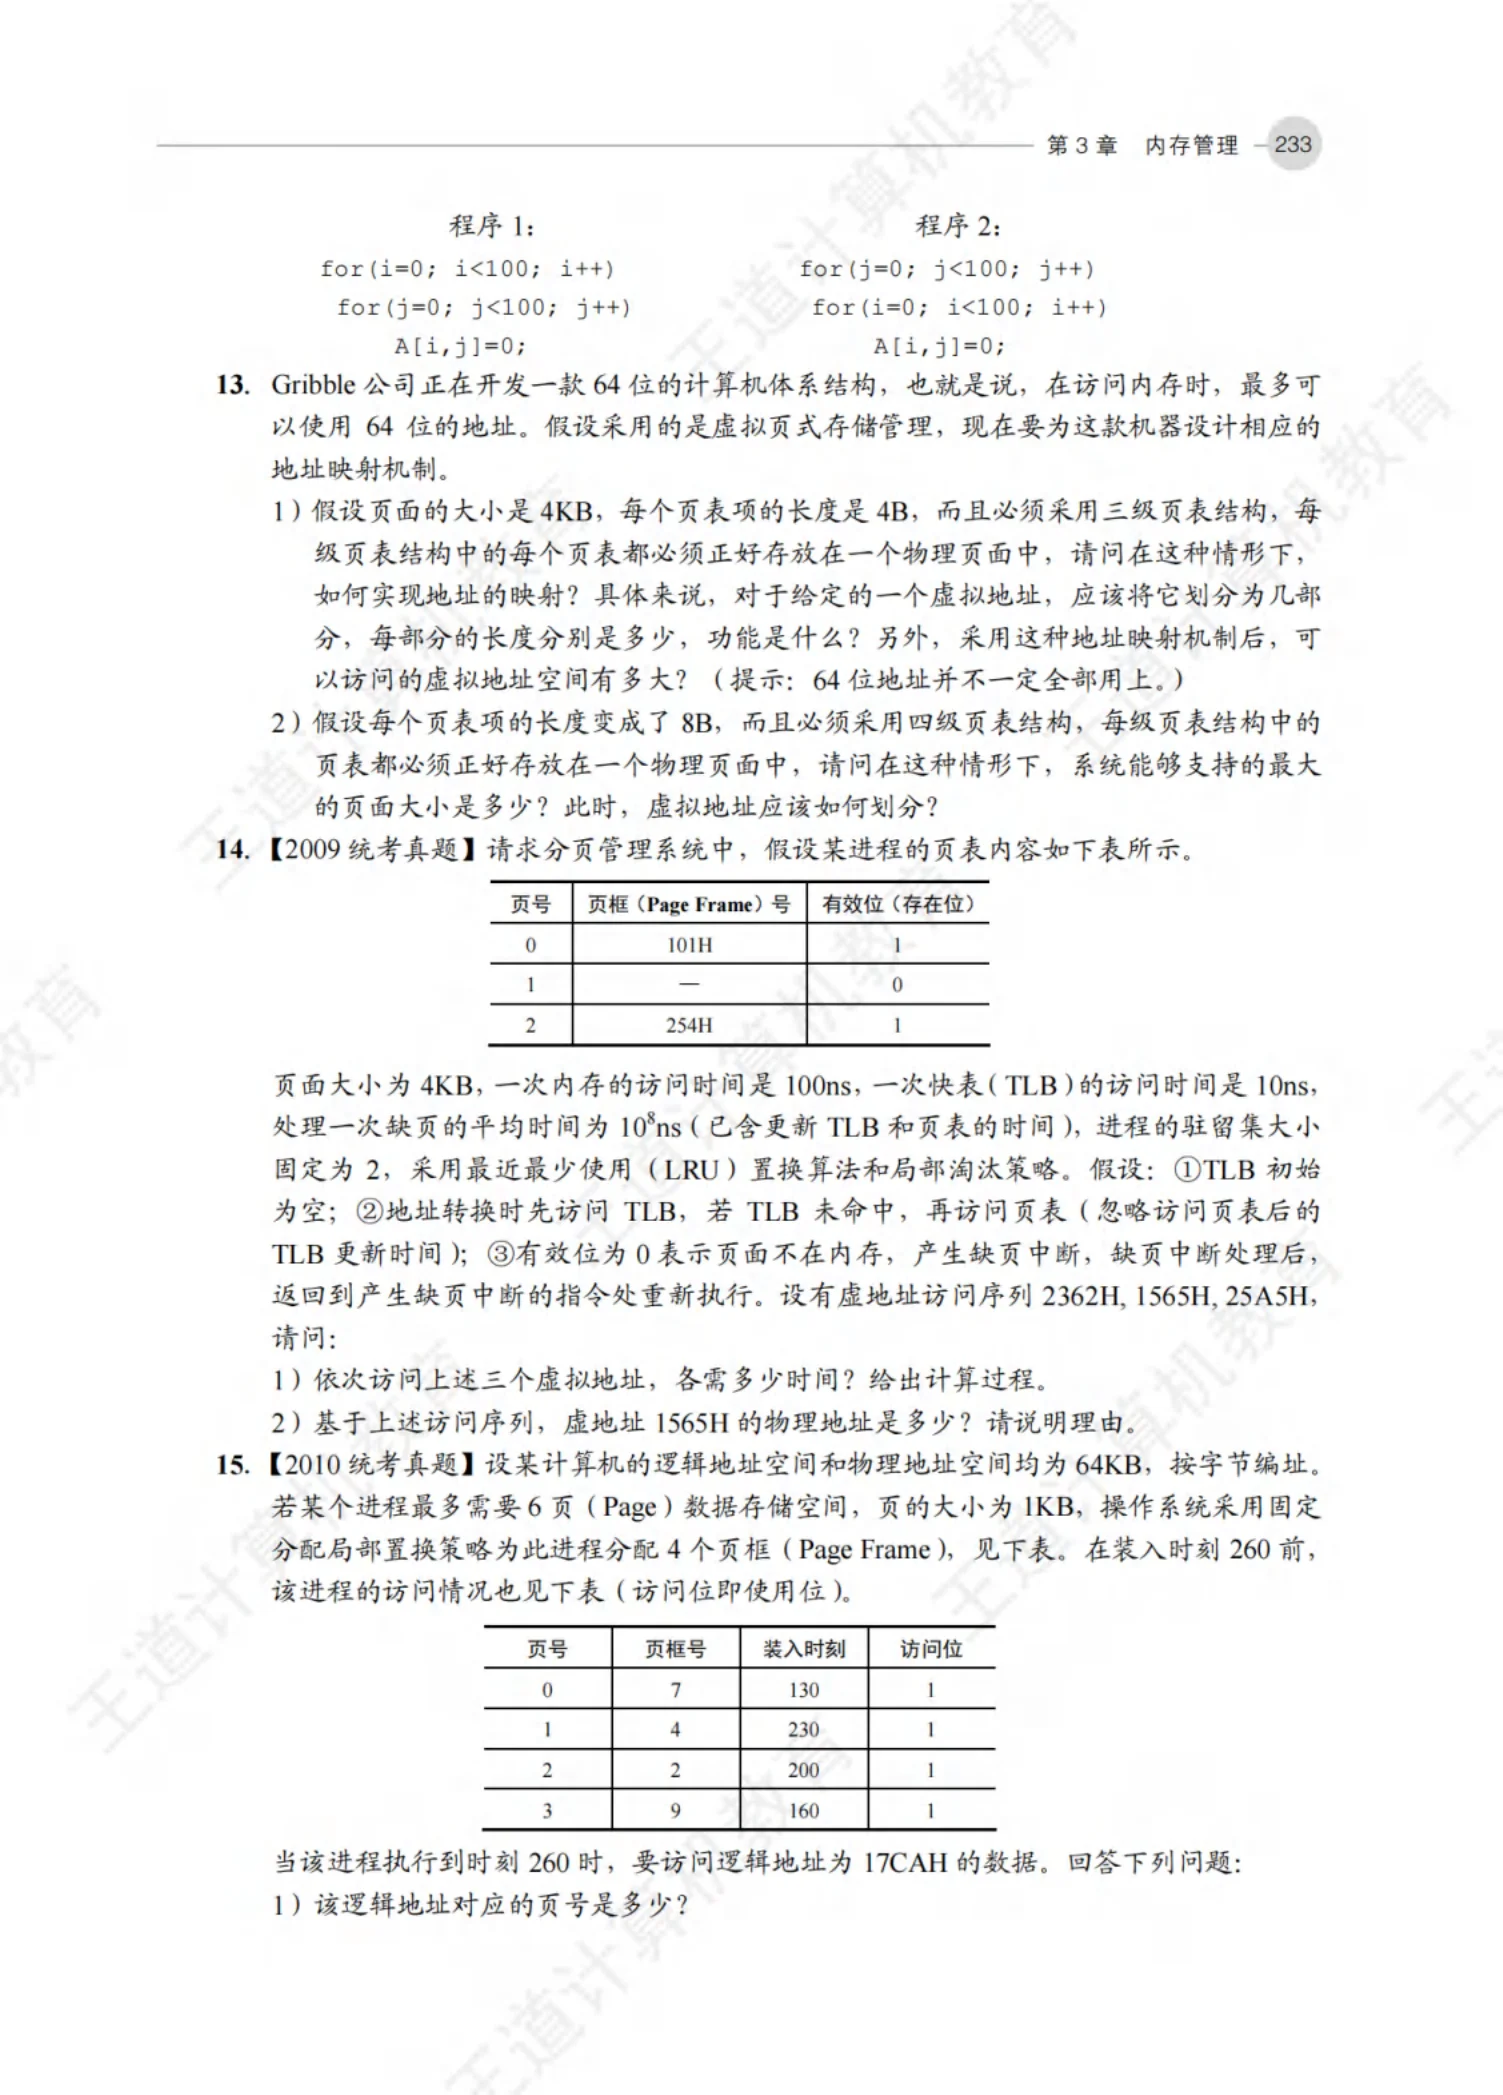 第 3 章 内存管理 233
程序 1: 程序 2:
for(i=0; i<100; i++) for(j=0; j<100; j++)
for(j=0; j<100; j++) for(i=0; i<100; i++)
A[i,j]=0; A[i,j]=0;
13. Gribble 公司正在开发一款 64 位的计算机体系结构，也就是说，在访问内存时，最多可
以使用 64 位的地址。假设采用的是虚拟页式存储管理，现在要为这款机器设计相应的
地址映射机制。
1）假设页面的大小是 4KB，每个页表项的长度是 4B，而且必须采用三级页表结构，每
级页表结构中的每个页表都必须正好存放在一个物理页面中，请问在这种情形下，
如何实现地址的映射？具体来说，对于给定的一个虚拟地址，应该将它划分为几部
分，每部分的长度分别是多少，功能是什么？另外，采用这种地址映射机制后，可
以访问的虚拟地址空间有多大？（提示：64 位地址并不一定全部用上。）
2）假设每个页表项的长度变成了 8B，而且必须采用四级页表结构，每级页表结构中的
页表都必须正好存放在一个物理页面中，请问在这种情形下，系统能够支持的最大
的页面大小是多少？此时，虚拟地址应该如何划分？
14. 【2009 统考真题】请求分页管理系统中，假设某进程的页表内容如下表所示。
页号 页框（Page Frame）号 有效位（存在位）
0 101H 1
1 — 0
2 254H 1
页面大小为 4KB，一次内存的访问时间是 100ns，一次快表（TLB）的访问时间是 10ns，
处理一次缺页的平均时间为 10⁸ns（已含更新 TLB 和页表的时间），进程的驻留集大小
固定为 2，采用最近最少使用（LRU）置换算法和局部淘汰策略。假设：①TLB 初始
为空；②地址转换时先访问 TLB，若 TLB 未命中，再访问页表（忽略访问页表后的
TLB 更新时间）；③有效位为 0 表示页面不在内存，产生缺页中断，缺页中断处理后，
返回到产生缺页中断的指令处重新执行。设有虚地址访问序列 2362H, 1565H, 25A5H，
请问：
1）依次访问上述三个虚拟地址，各需多少时间？给出计算过程。
2）基于上述访问序列，虚地址 1565H 的物理地址是多少？请说明理由。
15. 【2010 统考真题】设某计算机的逻辑地址空间和物理地址空间均为 64KB，按字节编址。
若某个进程最多需要 6 页（Page）数据存储空间，页的大小为 1KB，操作系统采用固定
分配局部置换策略为此进程分配 4 个页框（Page Frame），见下表。在装入时刻 260 前，
该进程的访问情况也见下表（访问位即使用位）。
页号 页框号 装入时刻 访问位
0 7 130 1
1 4 230 1
2 2 200 1
3 9 160 1
当该进程执行到时刻 260 时，要访问逻辑地址为 17CAH 的数据。回答下列问题：
1）该逻辑地址对应的页号是多少？
王道计算机教育